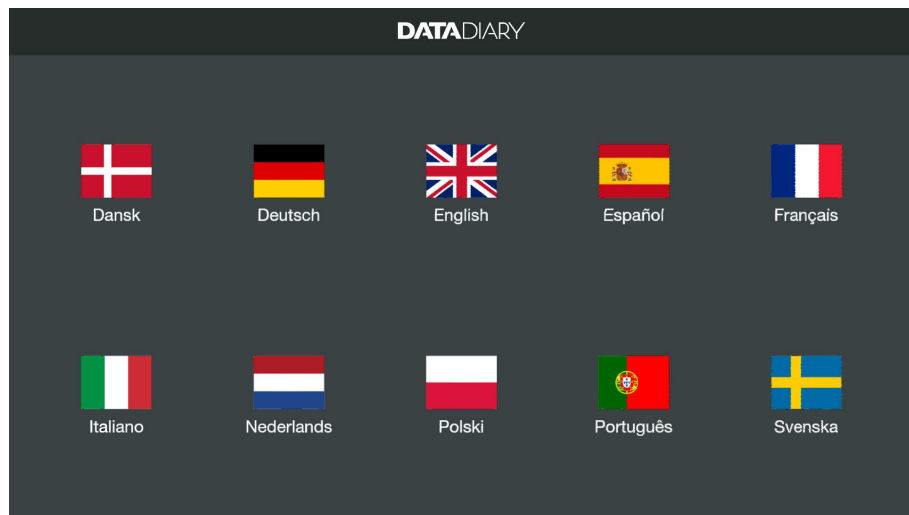 DATADIARY
Dansk Deutsch English Español Français
Italiano Nederlands Polski Português Svenska